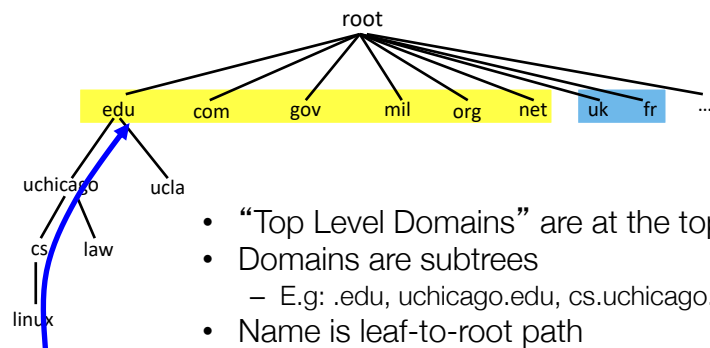 root
edu com gov mil org net uk fr ...
uchicago ucla
• “Top Level Domains” are at the top
cs law
• Domains are subtrees
– E.g: .edu, uchicago.edu, cs.uchicago.
linux
• Name is leaf-to-root path